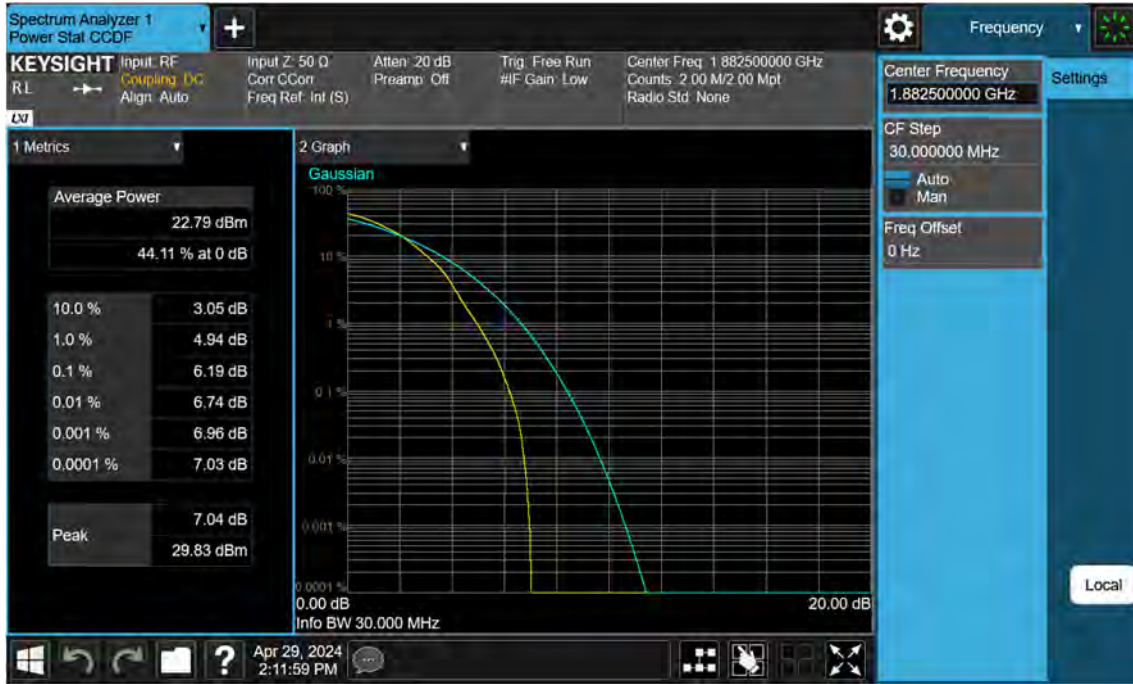 Spectrum Analyzer 1
Power Stat CCDF
+
Frequency
KEYSIGHT
RL
LXI
Input: RF
Coupling: DC
Align: Auto
Input Z: 50 Ω
Corr CCorr
Freq Ref: Int (S)
Atten: 20 dB
Preamp: Off
Trig: Free Run
#IF Gain: Low
Center Freq: 1.882500000 GHz
Counts: 2.00 M/2.00 Mpt
Radio Std: None
Center Frequency
1.882500000 GHz
Settings
CF Step
30.000000 MHz
Auto
Man
Freq Offset
0 Hz
1 Metrics
Average Power
22.79 dBm
44.11 % at 0 dB
10.0 % 3.05 dB
1.0 % 4.94 dB
0.1 % 6.19 dB
0.01 % 6.74 dB
0.001 % 6.96 dB
0.0001 % 7.03 dB
Peak
7.04 dB
29.83 dBm
2 Graph
Gaussian
100 %
10 %
1 %
0.1 %
0.01 %
0.001 %
0.0001 %
0.00 dB 20.00 dB
Info BW 30.000 MHz
Local
?
Apr 29, 2024
2:11:59 PM